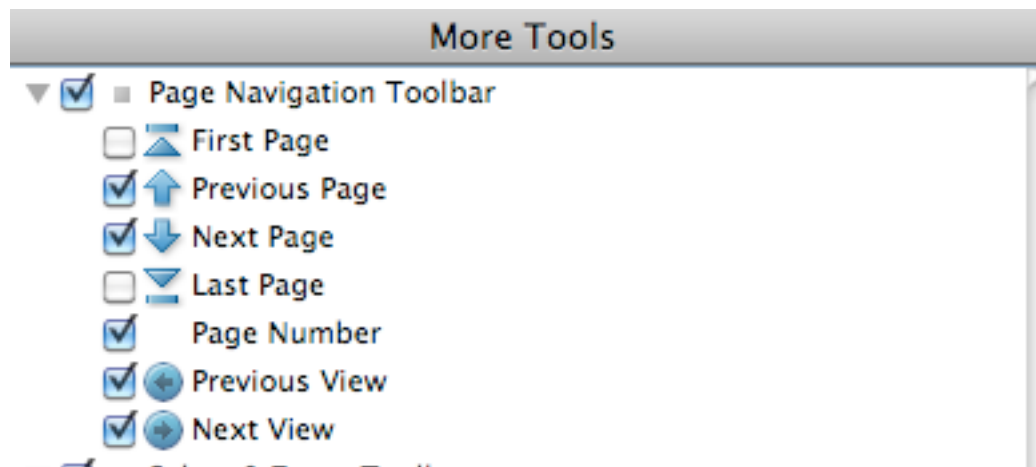 More Tools
Page Navigation Toolbar
First Page
Previous Page
Next Page
Last Page
Page Number
Previous View
Next View